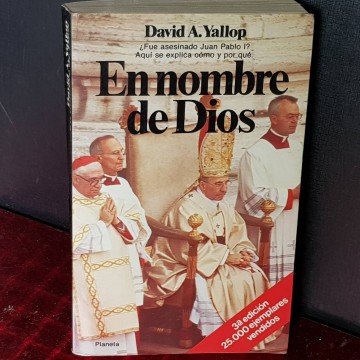 David A. Yallop
¿Fue asesinado Juan Pablo I?
Aquí se explica cómo y por qué
En nombre
de Dios
3a edición
25.000 ejemplares
vendidos
Planeta